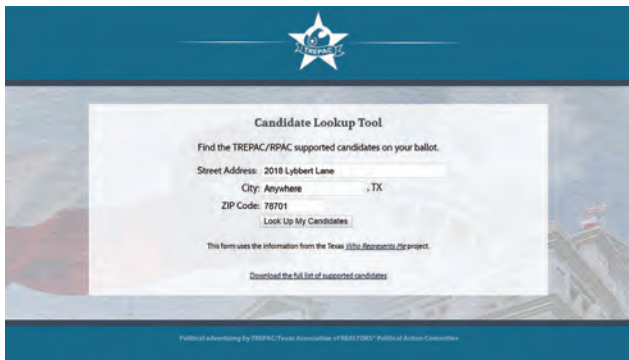 TREPAC
Candidate Lookup Tool
Find the TREPAC/RPAC supported candidates on your ballot.
Street Address: 2018 Lybbert Lane
City: Anywhere , TX
ZIP Code: 78701
Look Up My Candidates
This form uses the information from the Texas Who Represents Me project.
Download the full list of supported candidates
Political advertising by TREPAC/Texas Association of REALTORS® Political Action Committee